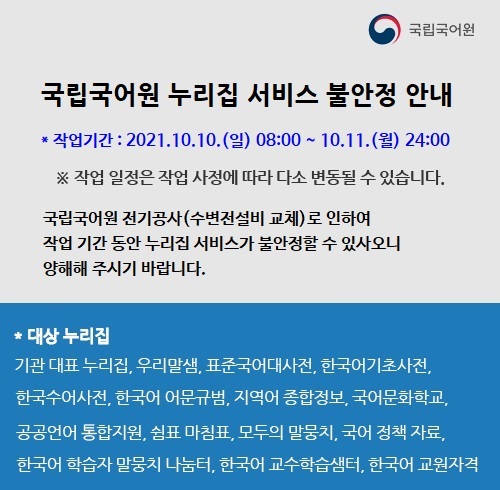 국립국어원
국립국어원 누리집 서비스 불안정 안내
* 작업기간 : 2021.10.10.(일) 08:00 ~ 10.11.(월) 24:00
※ 작업 일정은 작업 사정에 따라 다소 변동될 수 있습니다.
국립국어원 전기공사(수변전설비 교체)로 인하여
작업 기간 동안 누리집 서비스가 불안정할 수 있사오니
양해해 주시기 바랍니다.
* 대상 누리집
기관 대표 누리집, 우리말샘, 표준국어대사전, 한국어기초사전,
한국수어사전, 한국어 어문규범, 지역어 종합정보, 국어문화학교,
공공언어 통합지원, 쉼표 마침표, 모두의 말뭉치, 국어 정책 자료,
한국어 학습자 말뭉치 나눔터, 한국어 교수학습샘터, 한국어 교원자격